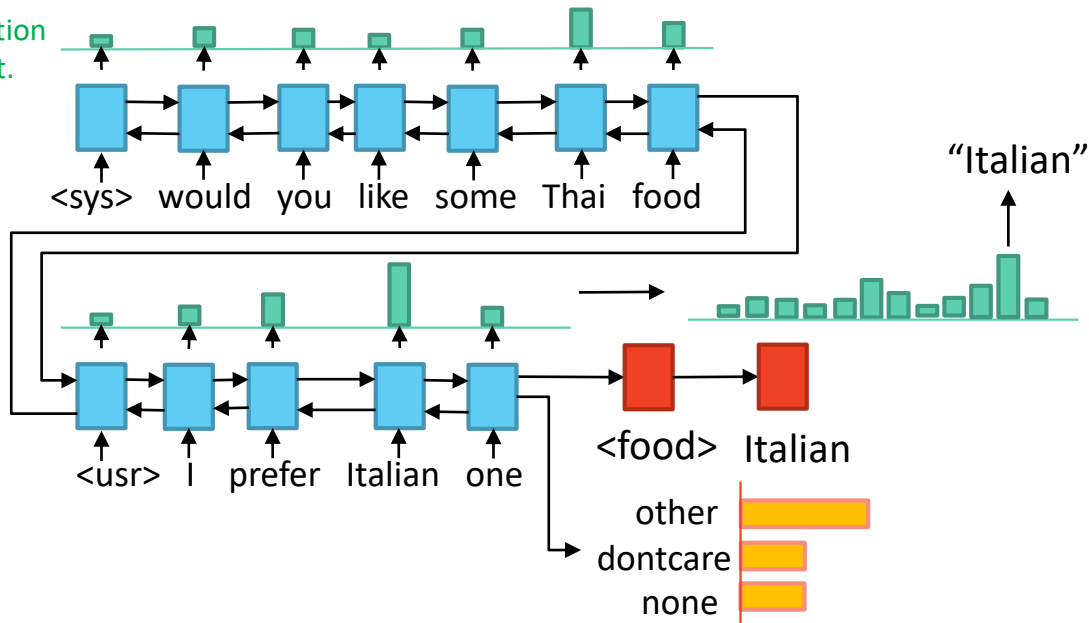 t.
<sys> would you like some Thai food
“Italian”
<usr> I prefer Italian one
<food> Italian
other
dontcare
none